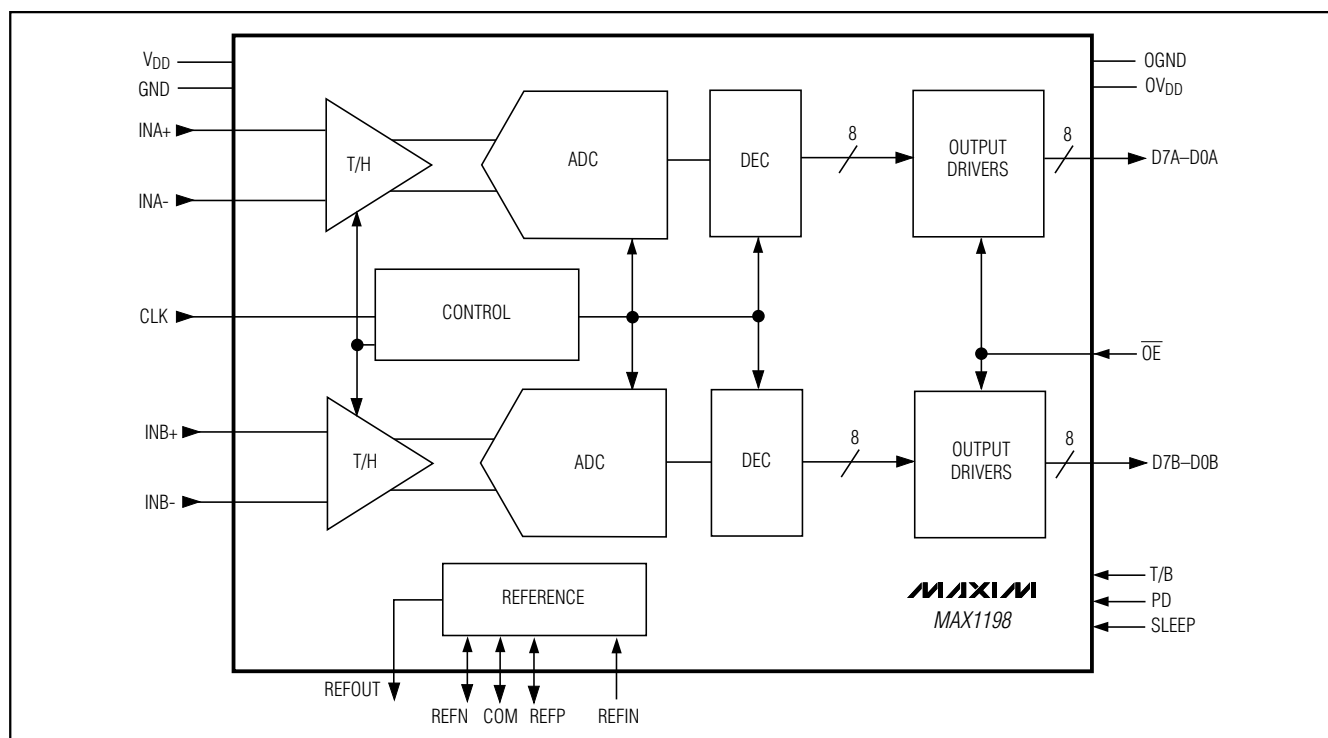 VDD
GND
OGND
OVDD
INA+
INA-
T/H
ADC
DEC
8
OUTPUT
DRIVERS
8
D7A–D0A
CLK
CONTROL
OE
INB+
INB-
T/H
ADC
DEC
8
OUTPUT
DRIVERS
8
D7B–D0B
REFERENCE
MAXIM
MAX1198
T/B
PD
SLEEP
REFOUT
REFN
COM
REFP
REFIN